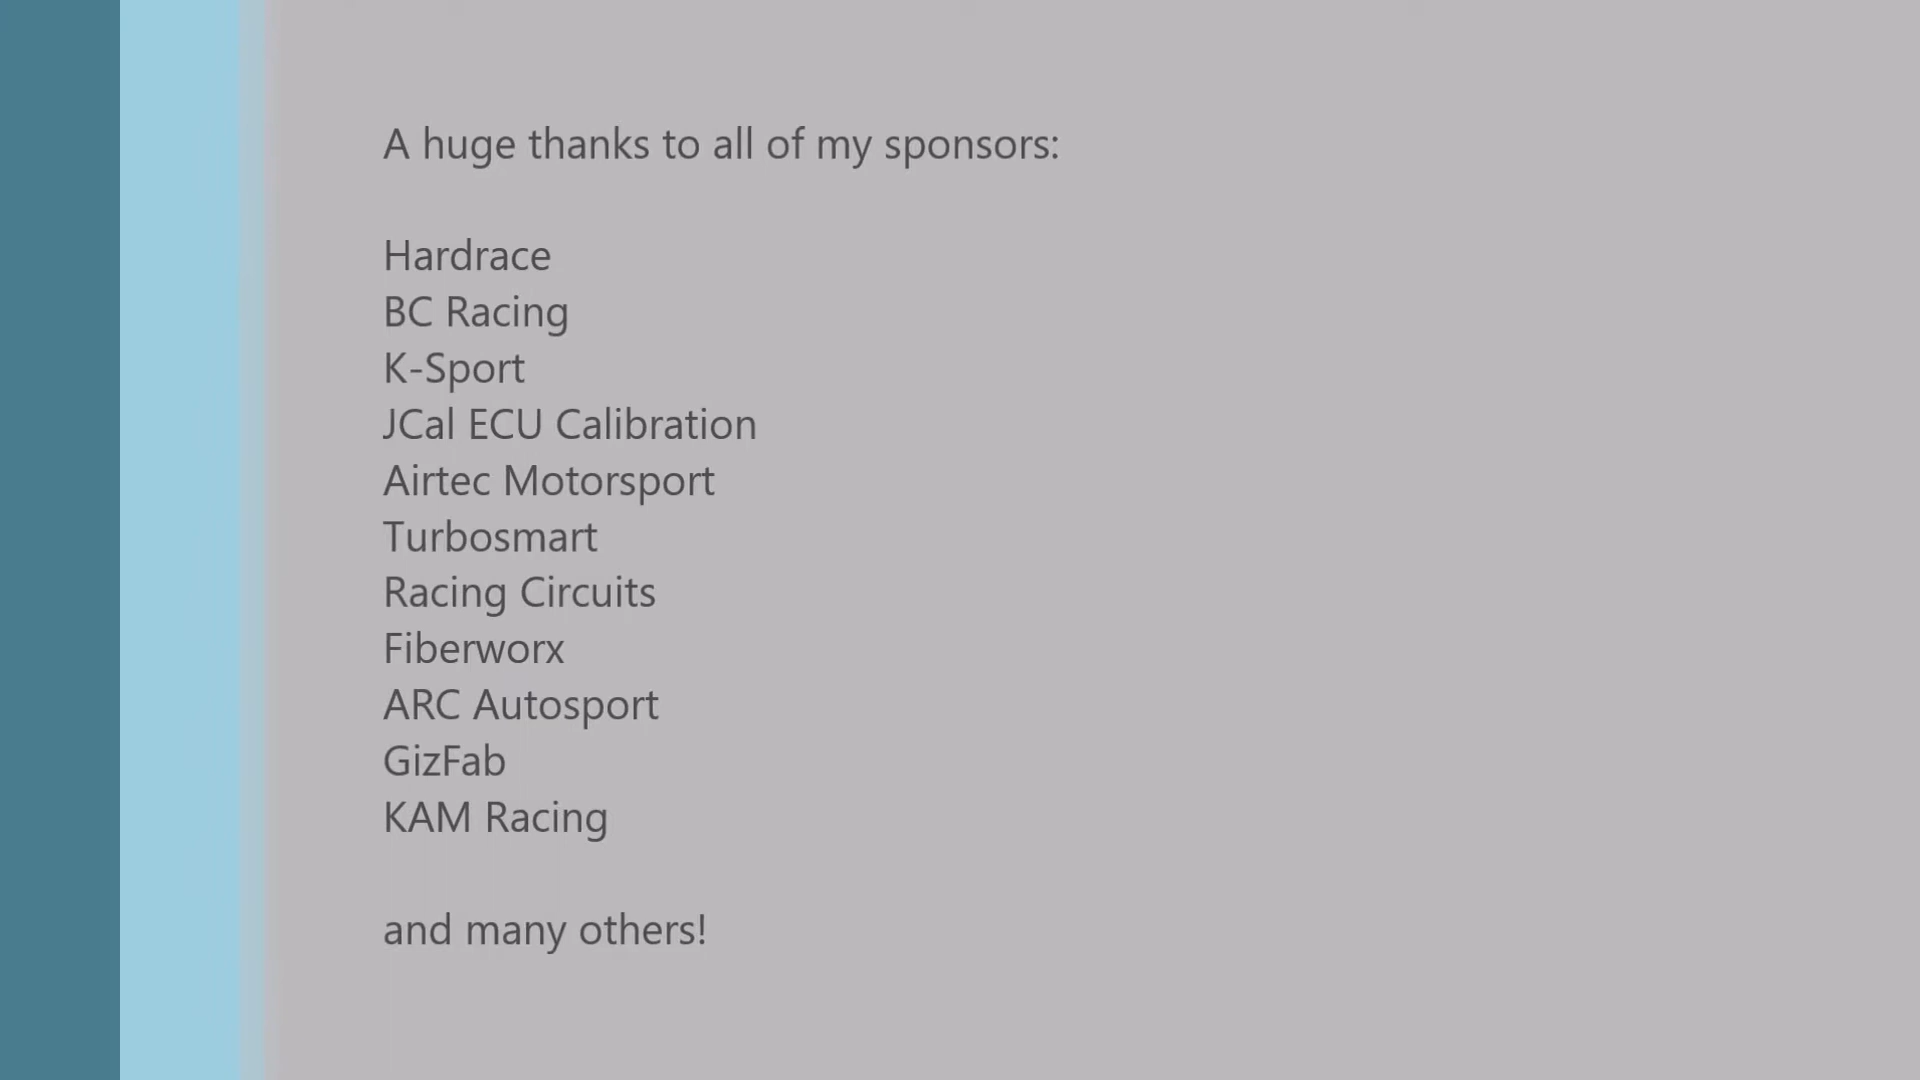 A huge thanks to all of my sponsors:
Hardrace
BC Racing
K-Sport
JCal ECU Calibration
Airtec Motorsport
Turbosmart
Racing Circuits
Fiberworx
ARC Autosport
GizFab
KAM Racing
and many others!